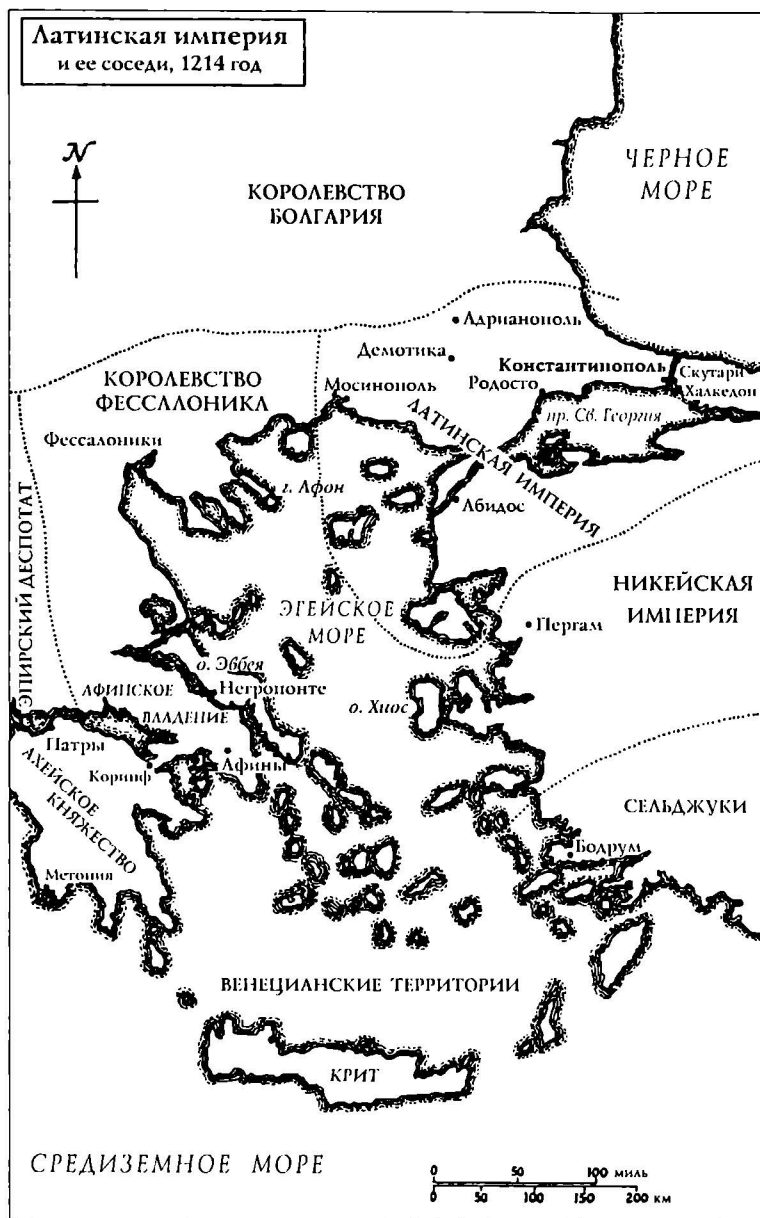 Латинская империя
и ее соседи, 1214 год
N
ЧЕРНОЕ
МОРЕ
КОРОЛЕВСТВО
БОЛГАРИЯ
Адрианополь
Демотика
Константинополь
Скутари
Халкедон
КОРОЛЕВСТВО
ФЕССАЛОНИКА
Мосинополь
Родосто
пр. Св. Георгия
Фессалоники
ЛАТИНСКАЯ ИМПЕРИЯ
г. Афон
Абидос
ЭПИРСКИЙ ДЕСПОТАТ
НИКЕЙСКАЯ
ИМПЕРИЯ
ЭГЕЙСКОЕ
МОРЕ
Пергам
о. Эвбея
Негропонте
АФИНСКОЕ
ВЛАДЕНИЕ
о. Хиос
Патры
Коринф
Афины
АХЕЙСКОЕ
КНЯЖЕСТВО
СЕЛЬДЖУКИ
Бодрум
Метония
ВЕНЕЦИАНСКИЕ ТЕРРИТОРИИ
КРИТ
СРЕДИЗЕМНОЕ МОРЕ
0 50 100 миль
0 50 100 150 200 км